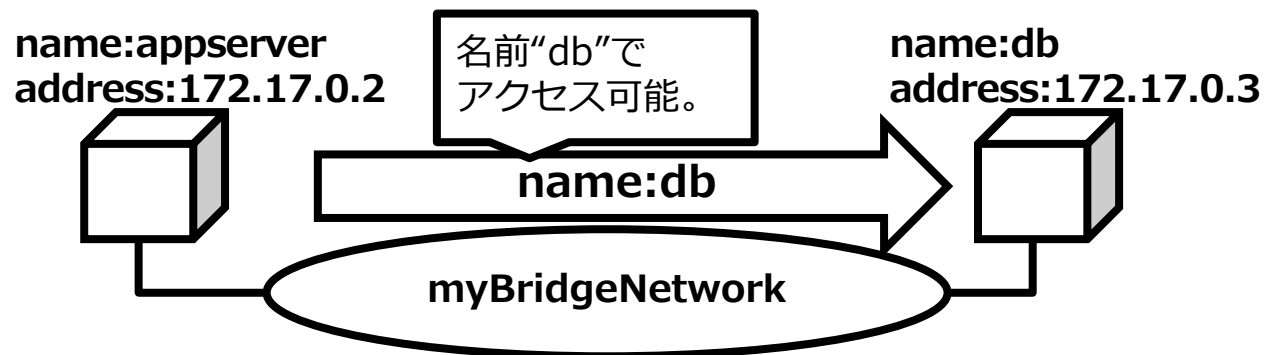 name:appserver
address:172.17.0.2
名前“db”で
アクセス可能。
name:db
address:172.17.0.3
name:db
myBridgeNetwork